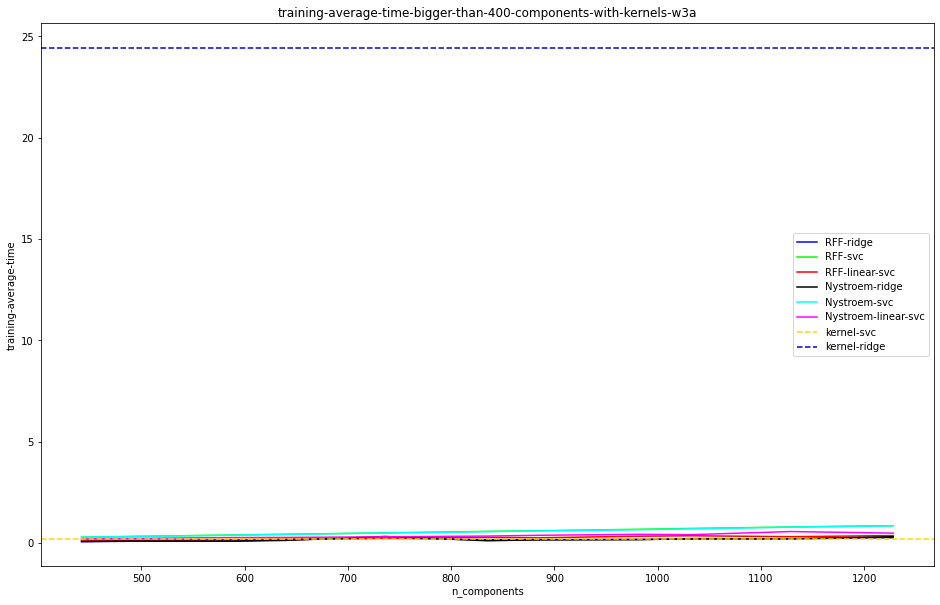 training-average-time-bigger-than-400-components-with-kernels-w3a
25
20
15
10
5
0
training-average-time
RFF-ridge
RFF-svc
RFF-linear-svc
Nystroem-ridge
Nystroem-svc
Nystroem-linear-svc
kernel-svc
kernel-ridge
500 600 700 800 900 1000 1100 1200
n_components